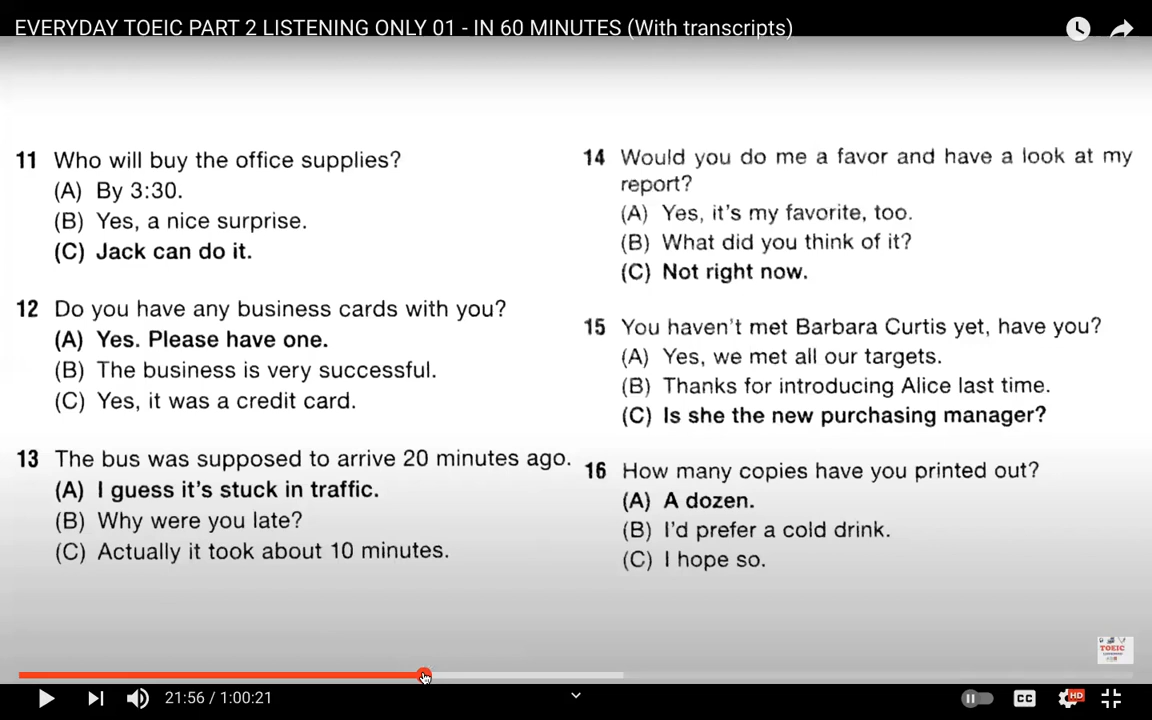 EVERYDAY TOEIC PART 2 LISTENING ONLY 01 - IN 60 MINUTES (With transcripts)
11 Who will buy the office supplies?
(A) By 3:30.
(B) Yes, a nice surprise.
(C) Jack can do it.
12 Do you have any business cards with you?
(A) Yes. Please have one.
(B) The business is very successful.
(C) Yes, it was a credit card.
13 The bus was supposed to arrive 20 minutes ago.
(A) I guess it's stuck in traffic.
(B) Why were you late?
(C) Actually it took about 10 minutes.
14 Would you do me a favor and have a look at my
report?
(A) Yes, it's my favorite, too.
(B) What did you think of it?
(C) Not right now.
15 You haven't met Barbara Curtis yet, have you?
(A) Yes, we met all our targets.
(B) Thanks for introducing Alice last time.
(C) Is she the new purchasing manager?
16 How many copies have you printed out?
(A) A dozen.
(B) I'd prefer a cold drink.
(C) I hope so.
TOEIC
21:56 / 1:00:21
CC
HD